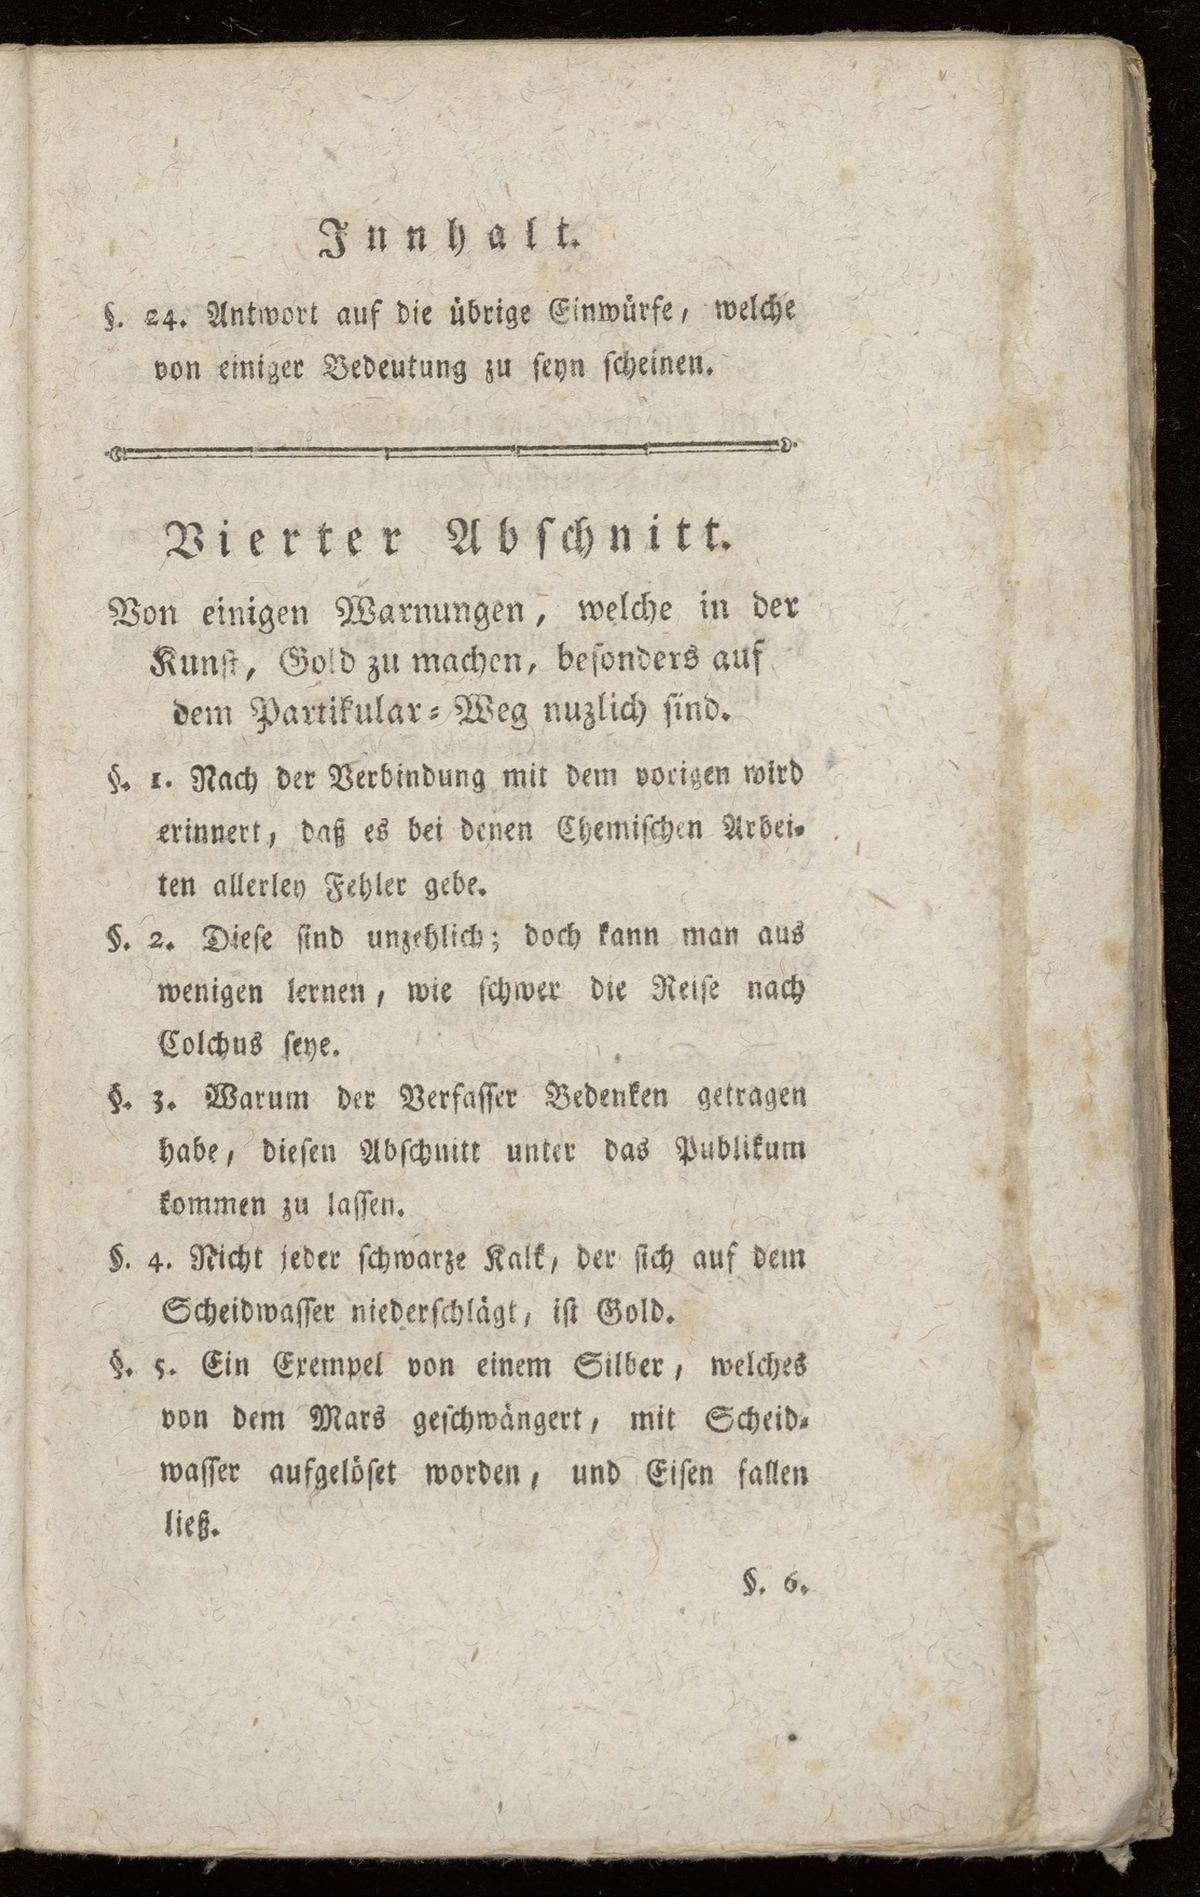 Innhalt.
§. 24. Antwort auf die übrige Einwürfe, welche
von einiger Bedeutung zu seyn scheinen.
Vierter Abschnitt.
Von einigen Warnungen, welche in der
Kunst, Gold zu machen, besonders auf
dem Partikular-Weg nuzlich sind.
§. 1. Nach der Verbindung mit dem vorigen wird
erinnert, daß es bei denen Chemischen Arbei-
ten allerley Fehler gebe.
§. 2. Diese sind unzehlich; doch kann man aus
wenigen lernen, wie schwer die Reise nach
Colchus seye.
§. 3. Warum der Verfasser Bedenken getragen
habe, diesen Abschnitt unter das Publikum
kommen zu lassen.
§. 4. Nicht jeder schwarze Kalk, der sich auf dem
Scheidwasser niederschlägt, ist Gold.
§. 5. Ein Exempel von einem Silber, welches
von dem Mars geschwängert, mit Scheid-
wasser aufgelöset worden, und Eisen fallen
ließ.
§. 6.